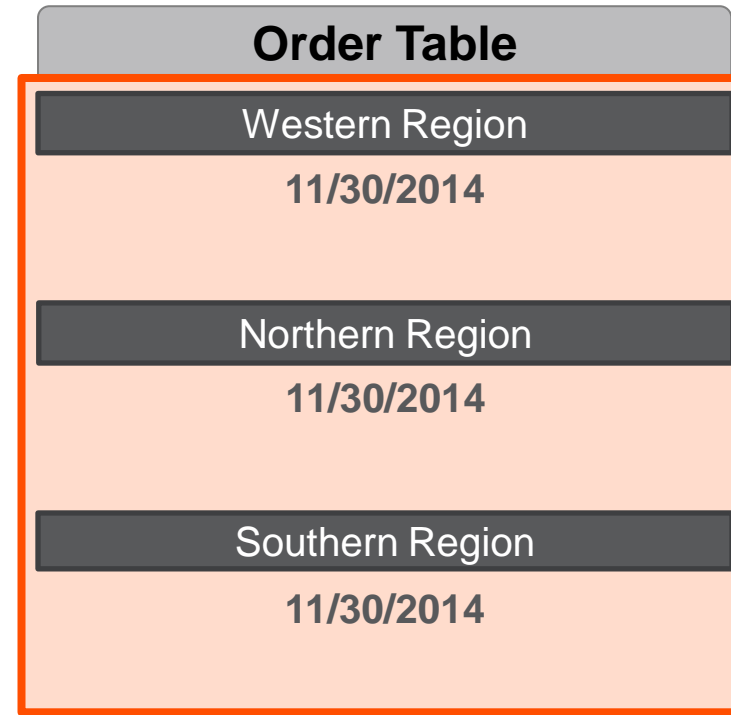 Order Table
Western Region
11/30/2014
Northern Region
11/30/2014
Southern Region
11/30/2014